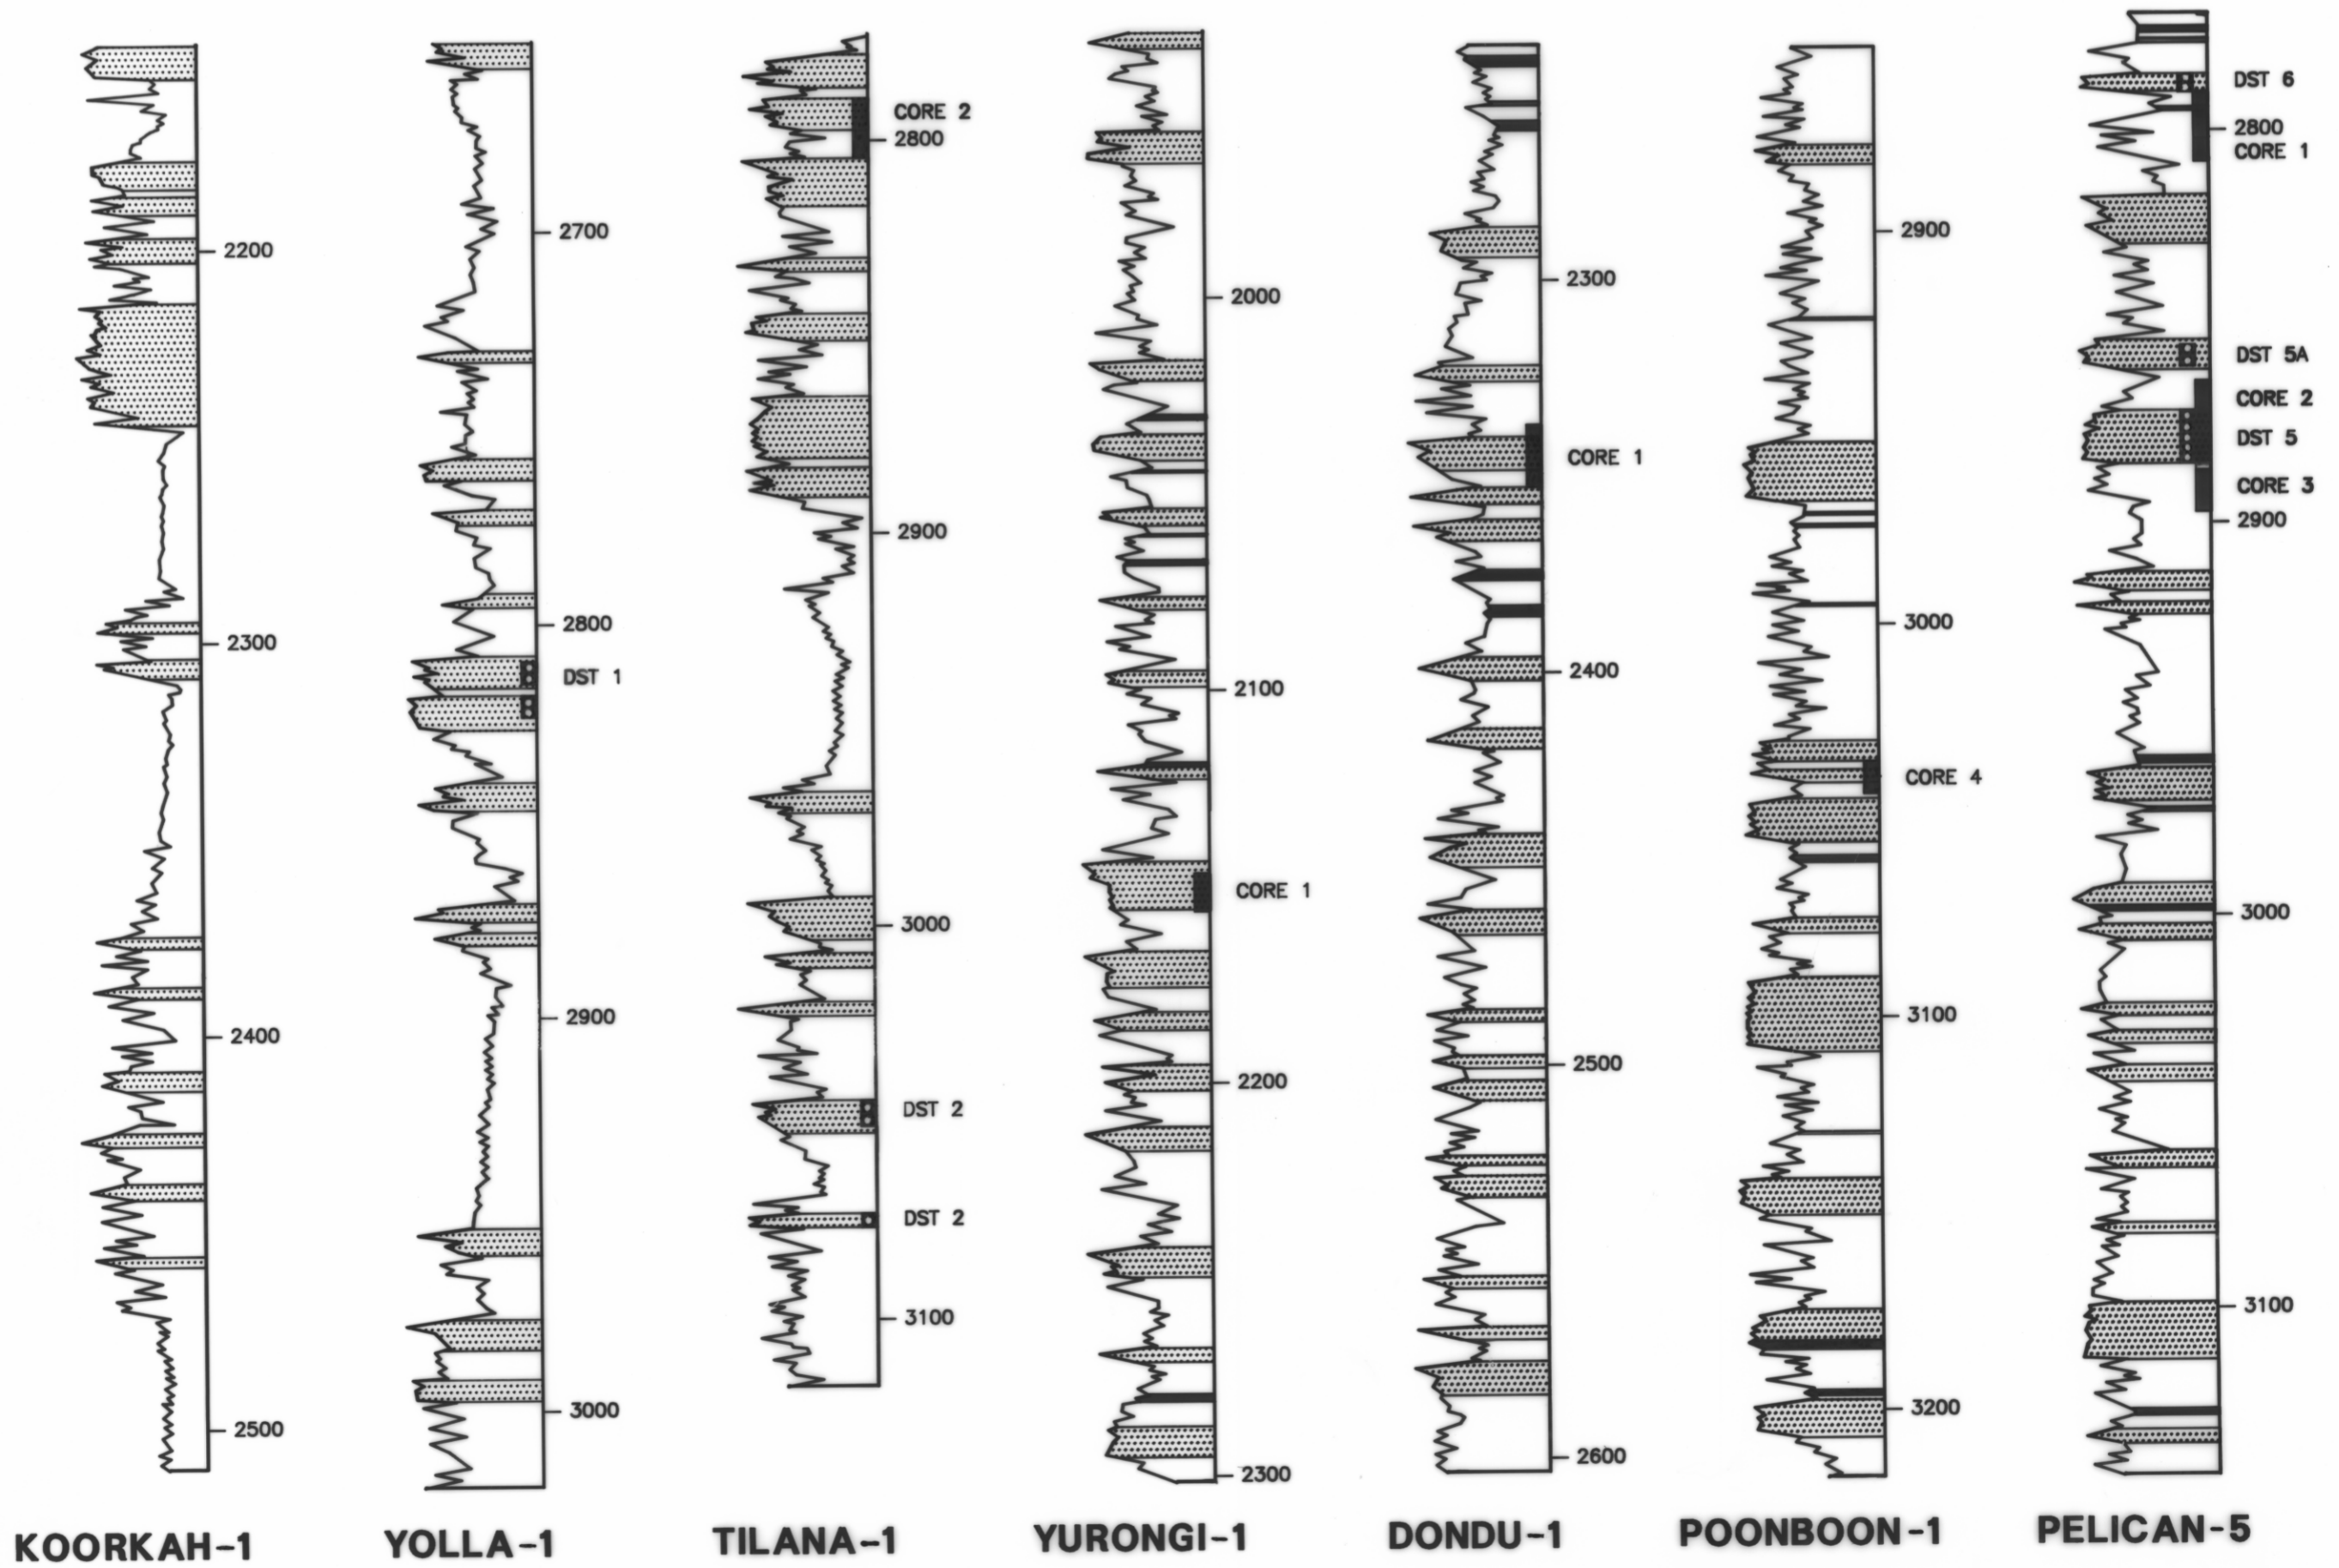 2200
2300
2400
2500
KOORKAH-1
2700
2800
DST 1
2900
3000
YOLLA-1
CORE 2
2800
2900
3000
DST 2
DST 2
3100
TILANA-1
2000
2100
CORE 1
2200
2300
YURONGI-1
2300
CORE 1
2400
2500
2600
DONDU-1
2900
3000
CORE 4
3100
3200
POONBOON-1
DST 6
2800
CORE 1
DST 5A
CORE 2
DST 5
CORE 3
2900
3000
3100
PELICAN-5